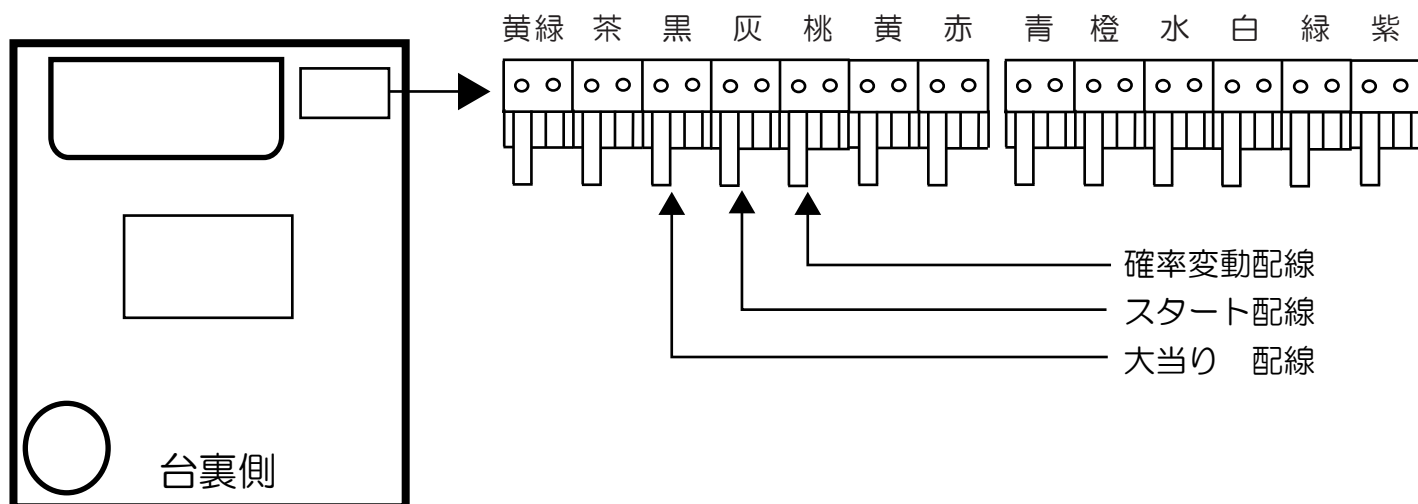 黄緑 茶 黒 灰 桃 黄 赤 青 橙 水 白 緑 紫
確率変動配線
スタート配線
大当り　配線
台裏側